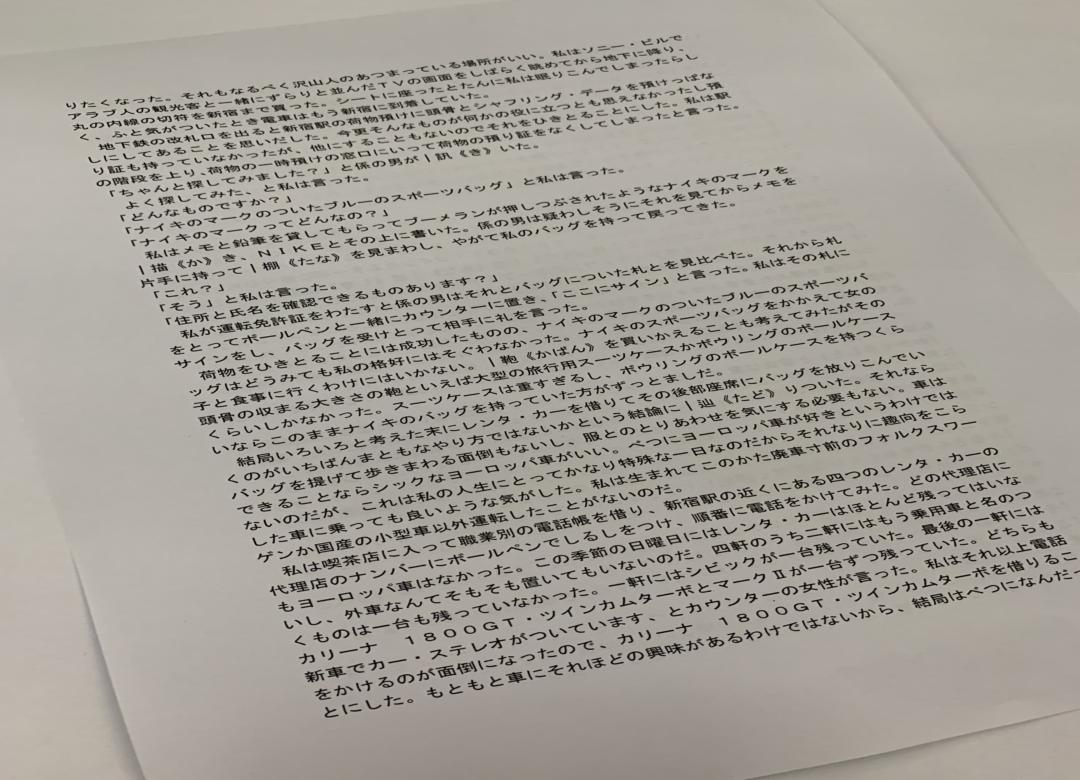 りたくなった。それもなるべく沢山人のあつまっている場所がいい。私はソニー・ビルで
アラブ人の観光客と一緒にずらりと並んだＴＶの画面をしばらく眺めてから地下に降り、
丸の内線の切符を新宿まで買った。シートに座ったとたんに私は眠りこんでしまったらし
く、ふと気がついたとき電車はもう新宿に到着していた。
　地下鉄の改札口を出ると新宿駅の荷物預けに頭骨とシャフリング・データを預けっぱな
しにしてあることを思いだした。今更そんなものが何かの役に立つとも思えなかったし預
り証も持っていなかったが、他にすることもないのでそれをひきとることにした。私は駅
の階段を上り、荷物の一時預けの窓口にいって荷物の預り証をなくしてしまったと言った。
「ちゃんと探してみました？」と係の男が｜訊《き》いた。
　よく探してみた、と私は言った。
「どんなものですか？」
「ナイキのマークのついたブルーのスポーツバッグ」と私は言った。
「ナイキのマークってどんなの？」
　私はメモと鉛筆を貸してもらってブーメランが押しつぶされたようなナイキのマークを
｜描《か》き、ＮＩＫＥとその上に書いた。係の男は疑わしそうにそれを見てからメモを
片手に持って｜棚《たな》を見まわし、やがて私のバッグを持って戻ってきた。
「これ？」
「そう」と私は言った。
「住所と氏名を確認できるものあります？」
　私が運転免許証をわたすと係の男はそれとバッグについた札とを見比べた。それから札
をとってボールペンと一緒にカウンターに置き、「ここにサイン」と言った。私はその札に
サインをし、バッグを受けとって相手に礼を言った。
　荷物をひきとることには成功したものの、ナイキのマークのついたブルーのスポーツバ
ッグはどうみても私の格好にはそぐわなかった。ナイキのスポーツバッグをかかえて女の
子と食事に行くわけにはいかない。｜鞄《かばん》を買いかえることも考えてみたがその
頭骨の収まる大きさの鞄といえば大型の旅行用スーツケースかボウリングのボールケース
くらいしかなかった。スーツケースは重すぎるし、ボウリングのボールケースを持つくら
いならこのままナイキのバッグを持っていた方がずっとました。
　結局いろいろと考えた末にレンタ・カーを借りてその後部座席にバッグを放りこんでい
くのがいちばんまともなやり方ではないかという結論に｜辿《たど》りついた。それなら
バッグを提げて歩きまわる面倒もないし、服とのとりあわせを気にする必要もない。車は
できることならシックなヨーロッパ車がいい。べつにヨーロッパ車が好きというわけでは
ないのだが、これは私の人生にとってかなり特殊な一日なのだからそれなりに趣向をこら
した車に乗っても良いような気がした。私は生まれてこのかた廃車寸前のフォルクスワー
ゲンか国産の小型車以外運転したことがないのだ。
　私は喫茶店に入って職業別の電話帳を借り、新宿駅の近くにある四つのレンタ・カーの
代理店のナンバーにボールペンでしるしをつけ、順番に電話をかけてみた。どの代理店に
もヨーロッパ車はなかった。この季節の日曜日にはレンタ・カーはほとんど残ってはいな
いし、外車なんてそもそも置いてもいないのだ。四軒のうち二軒にはもう乗用車と名のつ
くものは一台も残っていなかった。一軒にはシビックが一台残っていた。最後の一軒には
カリーナ　１８００ＧＴ・ツインカムターボとマークⅡが一台ずつ残っていた。どちらも
新車でカー・ステレオがついています、とカウンターの女性が言った。私はそれ以上電話
をかけるのが面倒になったので、カリーナ　１８００ＧＴ・ツインカムターボを借りるこ
とにした。もともと車にそれほどの興味があるわけではないから、結局はべつになんだっ